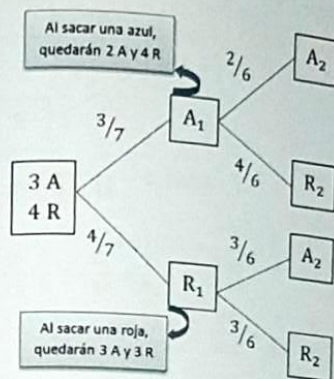 Al sacar una azul,
quedarán 2 A y 4 R
2/6
A₂
3/7
A₁
4/6
R₂
3 A
4 R
4/7
3/6
A₂
R₁
3/6
R₂
Al sacar una roja,
quedarán 3 A y 3 R